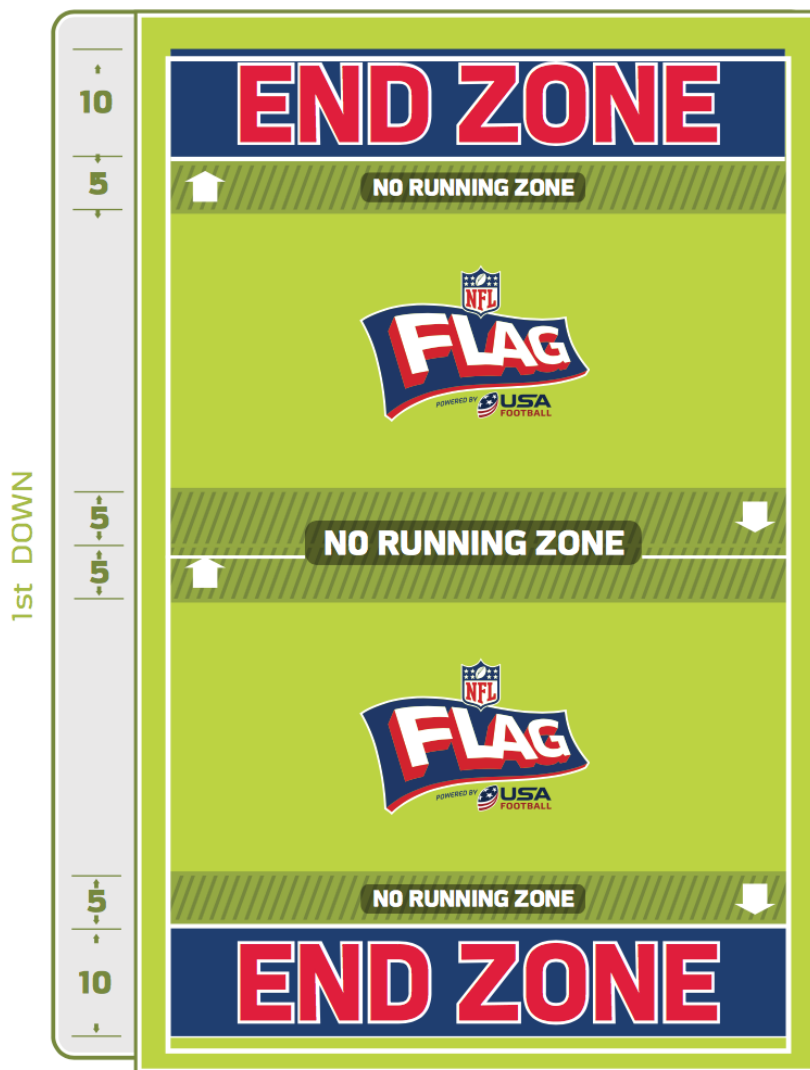 END ZONE
10
5
NO RUNNING ZONE
NFL
FLAG
POWERED BY USA
FOOTBALL
1st DOWN
5
NO RUNNING ZONE
5
NFL
FLAG
POWERED BY USA
FOOTBALL
5
NO RUNNING ZONE
10
END ZONE